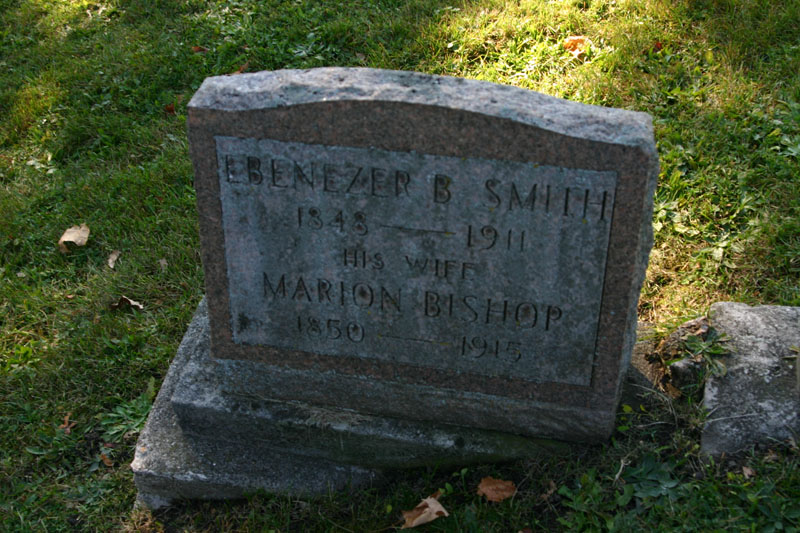 EBENEZER B SMITH
1848 — 1911
HIS WIFE
MARION BISHOP
1850 — 1915